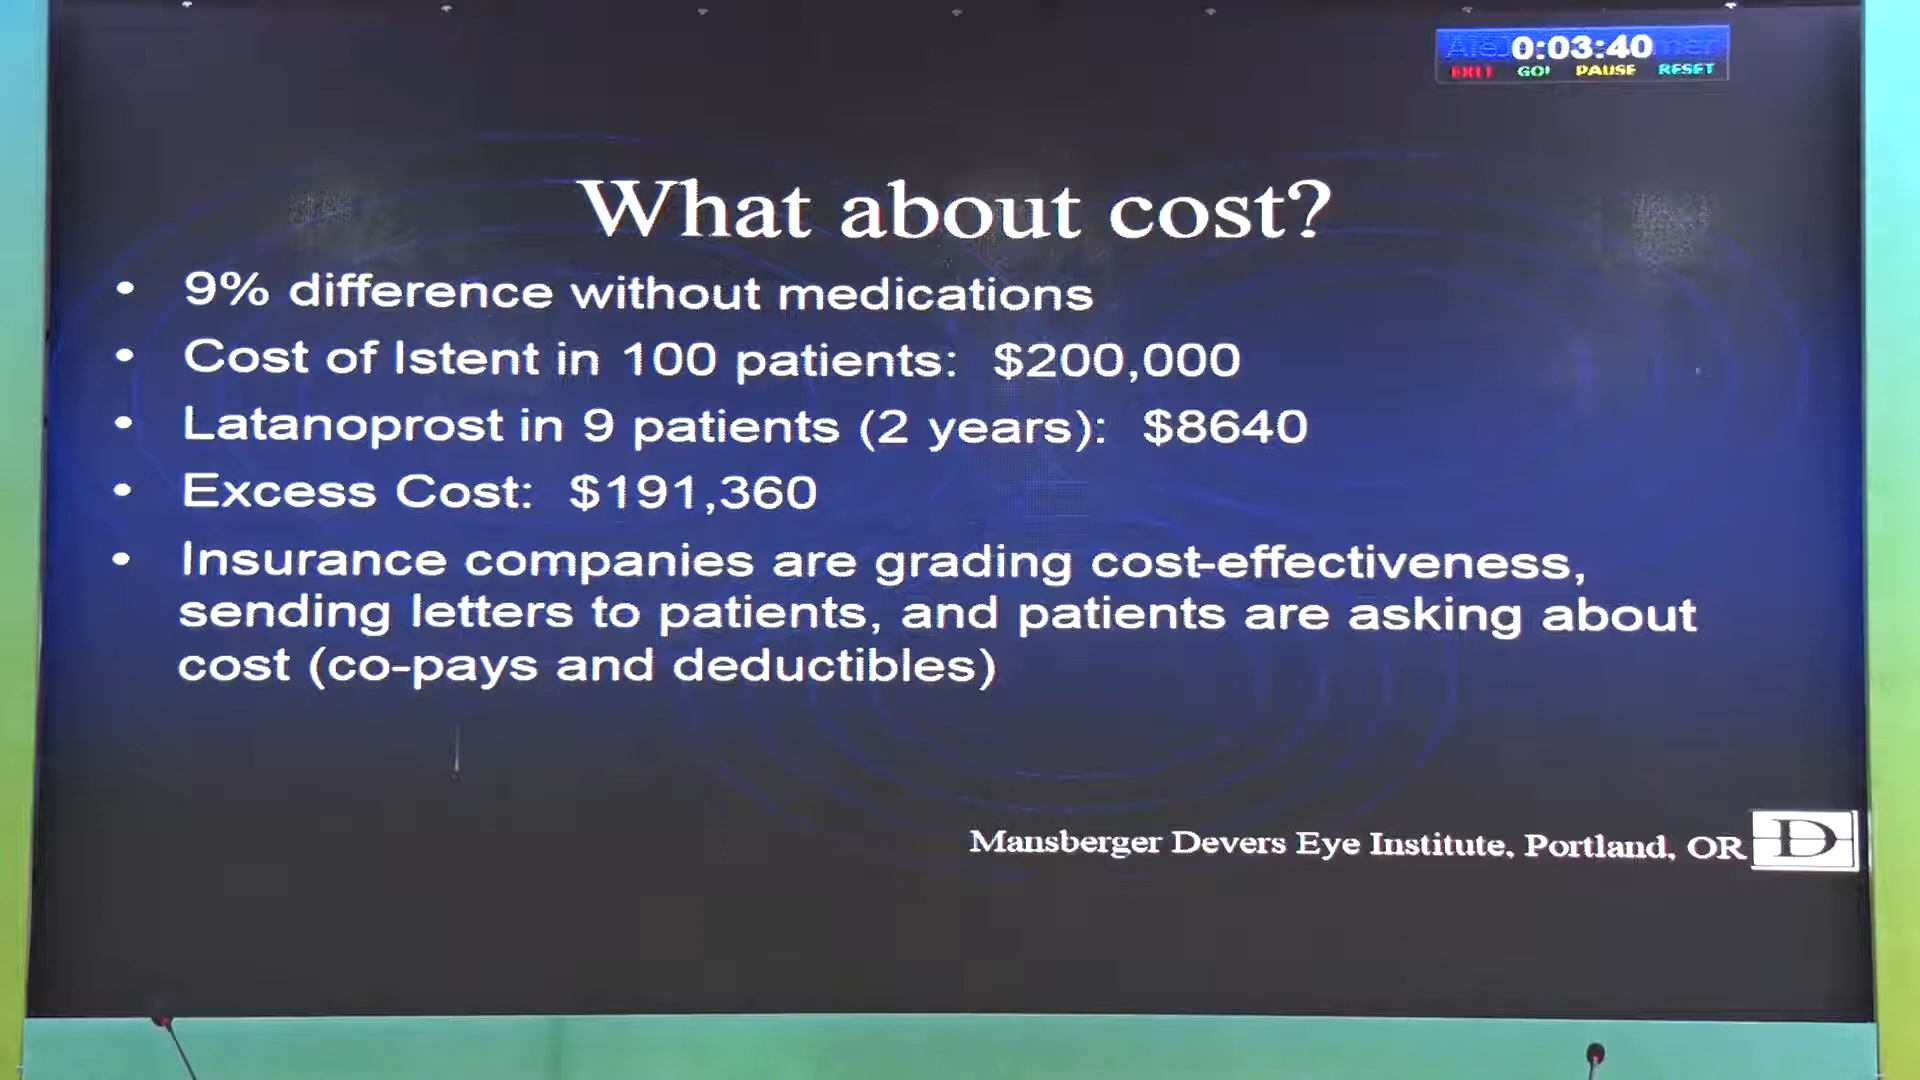 0:03:40
EXIT GO! PAUSE RESET
What about cost?
• 9% difference without medications
• Cost of Istent in 100 patients: $200,000
• Latanoprost in 9 patients (2 years): $8640
• Excess Cost: $191,360
• Insurance companies are grading cost-effectiveness,
sending letters to patients, and patients are asking about
cost (co-pays and deductibles)
Mansberger Devers Eye Institute, Portland, OR
D